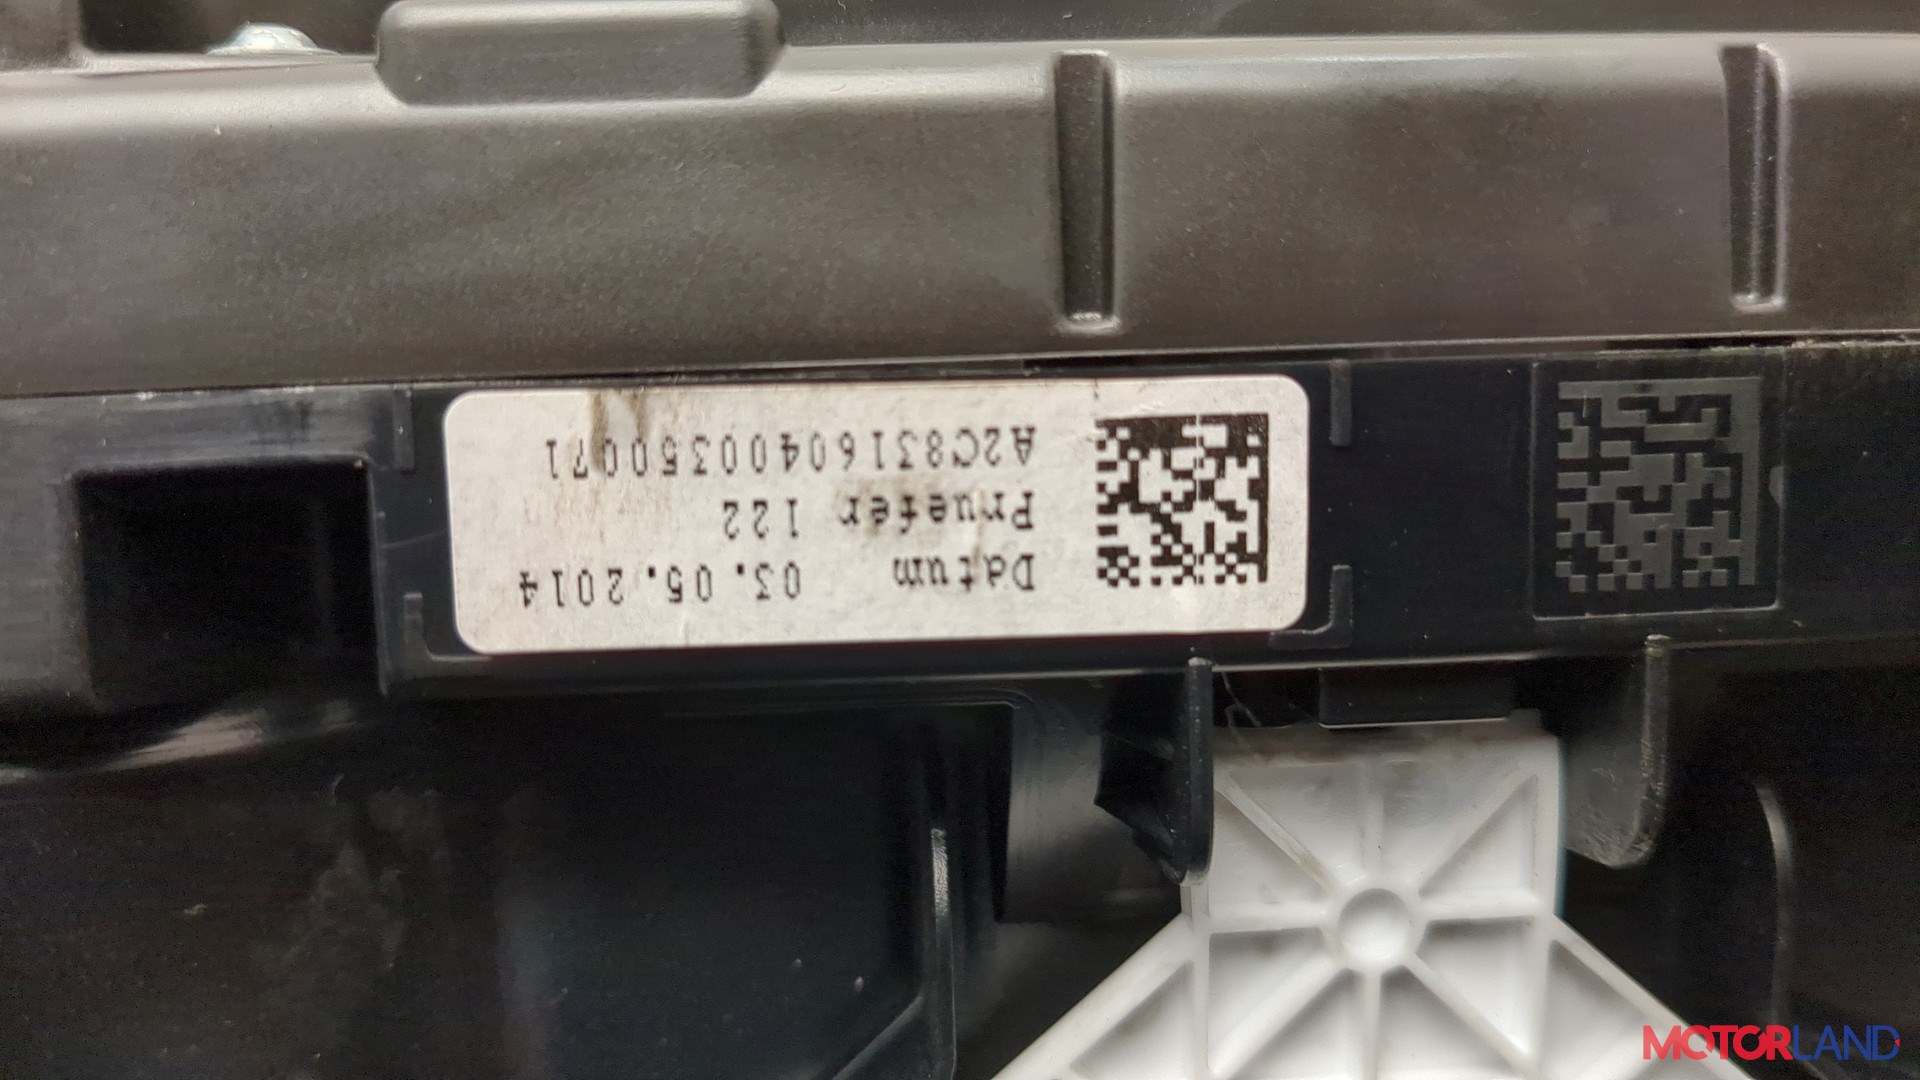 Datum 03.05.2014
Pruefer 122
A2C83160400350071
MOTORLAND